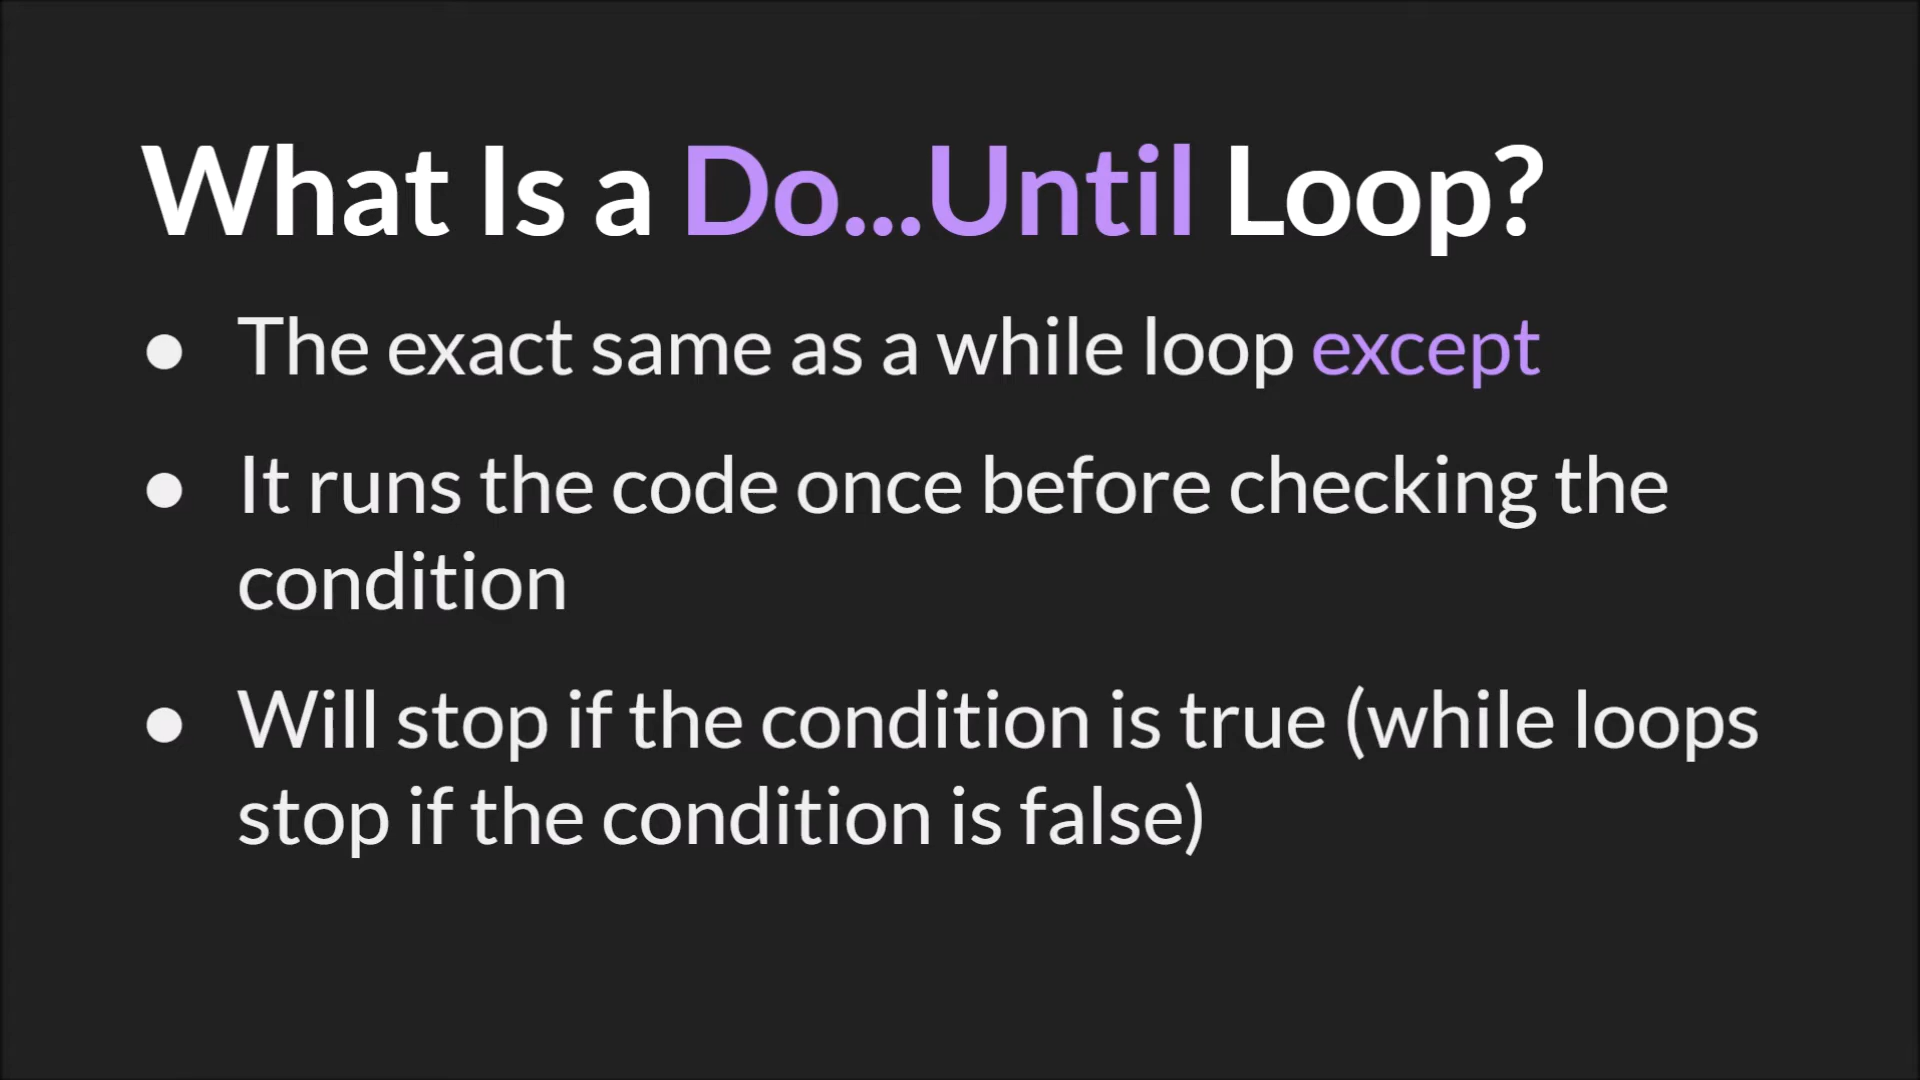 What Is a Do...Until Loop?
● The exact same as a while loop except
● It runs the code once before checking the
condition
● Will stop if the condition is true (while loops
stop if the condition is false)